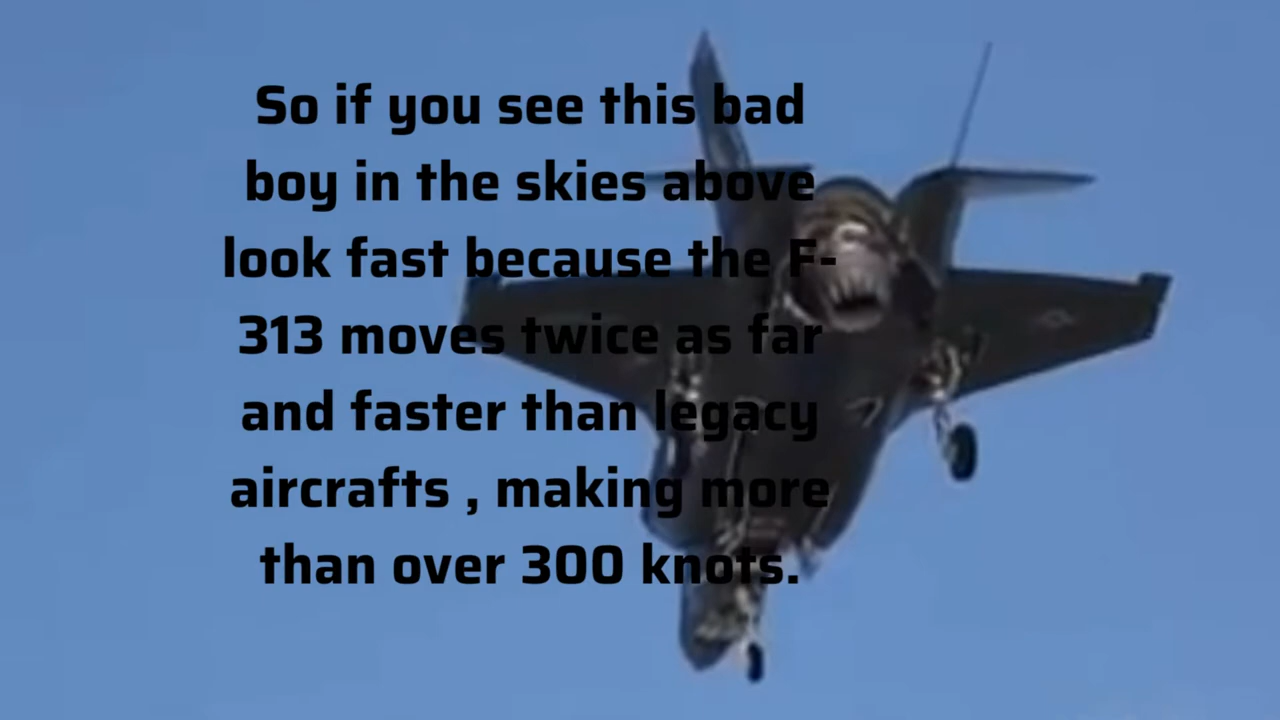 So if you see this bad
boy in the skies above
look fast because the F-
313 moves twice as far
and faster than legacy
aircrafts , making more
than over 300 knots.